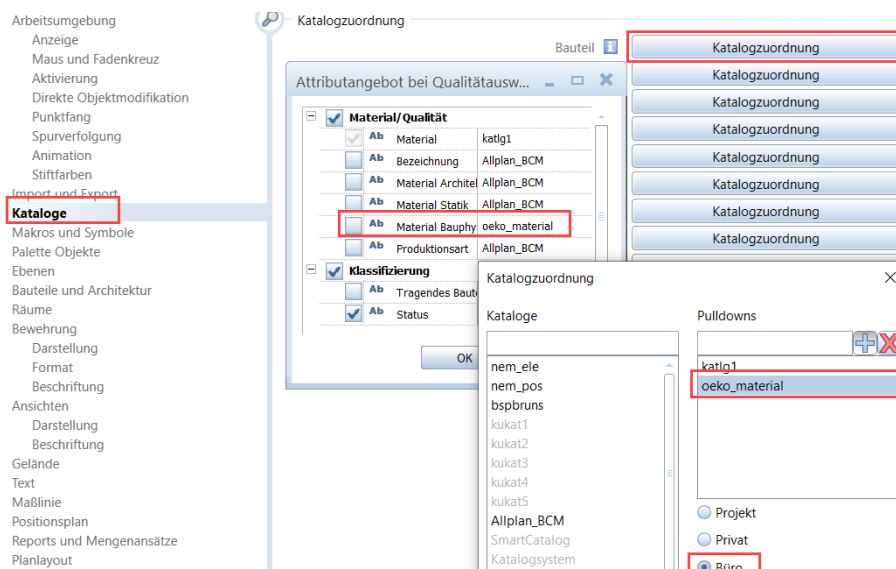 Arbeitsumgebung
Anzeige
Maus und Fadenkreuz
Aktivierung
Direkte Objektmodifikation
Punktfang
Spurverfolgung
Animation
Stiftfarben
Import und Export
Kataloge
Makros und Symbole
Palette Objekte
Ebenen
Bauteile und Architektur
Räume
Bewehrung
Darstellung
Format
Beschriftung
Ansichten
Darstellung
Beschriftung
Gelände
Text
Maßlinie
Positionsplan
Reports und Mengenansätze
Planlayout
Katalogzuordnung
Bauteil
Katalogzuordnung
Katalogzuordnung
Katalogzuordnung
Katalogzuordnung
Katalogzuordnung
Katalogzuordnung
Katalogzuordnung
Katalogzuordnung
Attributangebot bei Qualitätausw...
Material/Qualität
Ab Material katlg1
Ab Bezeichnung Allplan_BCM
Ab Material Architel Allplan_BCM
Ab Material Statik Allplan_BCM
Ab Material Bauphy oeko_material
Ab Produktionsart Allplan_BCM
Klassifizierung
Ab Tragendes Baut
Ab Status
OK
Katalogzuordnung
Kataloge
nem_ele
nem_pos
bspbruns
kukat1
kukat2
kukat3
kukat4
kukat5
Allplan_BCM
SmartCatalog
Katalogsystem
Pulldowns
katlg1
oeko_material
Projekt
Privat
Büro